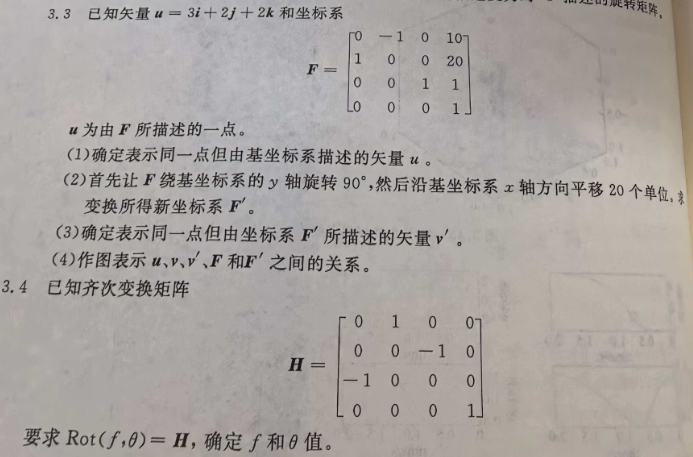 描述的旋转矩阵。
3.3 已知矢量 u = 3i + 2j + 2k 和坐标系
F = [0 -1 0 10
1 0 0 20
0 0 1 1
0 0 0 1]
u 为由 F 所描述的一点。
(1)确定表示同一点但由基坐标系描述的矢量 u 。
(2)首先让 F 绕基坐标系的 y 轴旋转 90°,然后沿基坐标系 x 轴方向平移 20 个单位。求
变换所得新坐标系 F′。
(3)确定表示同一点但由坐标系 F′ 所描述的矢量 v′ 。
(4)作图表示 u、v、v′、F 和F′ 之间的关系。
3.4 已知齐次变换矩阵
H = [0 1 0 0
0 0 -1 0
-1 0 0 0
0 0 0 1]
要求 Rot(f,θ) = H, 确定 f 和 θ 值。